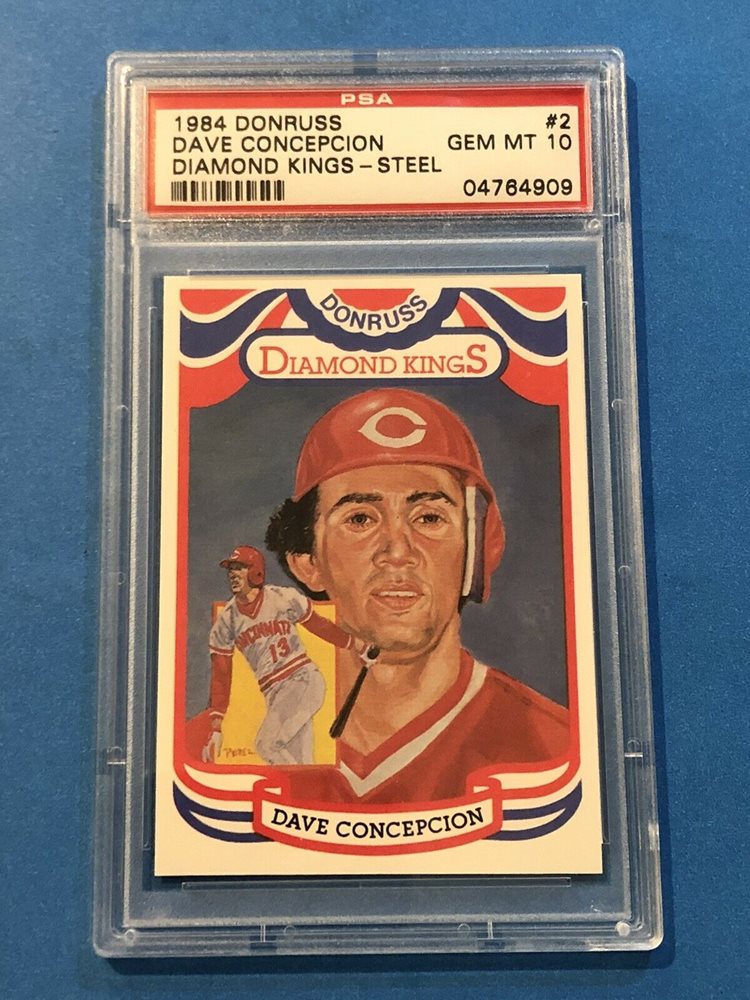 PSA
1984 DONRUSS #2
DAVE CONCEPCION GEM MT 10
DIAMOND KINGS - STEEL
04764909
DONRUSS
DIAMOND KINGS
C
CINCINNATI
13
PEREZ
DAVE CONCEPCION